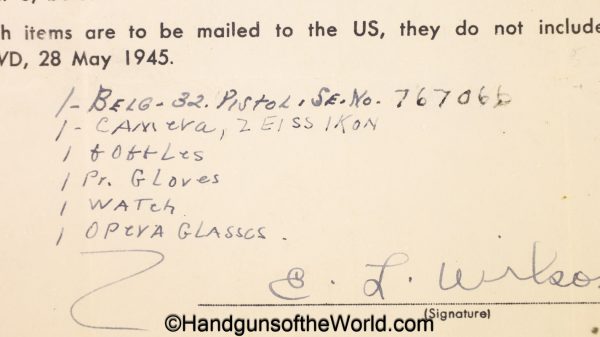 h items are to be mailed to the US, they do not include
VD, 28 May 1945.
1- BELG- 32. PISTOL. SE. NO. 767066
1- CAMera, ZEISS IKON
1
1 Pr. GLoves
1 WATCh
1 OPerA GLASSES.
E. L. Wilso
(Signature)
©HandgunsoftheWorld.com